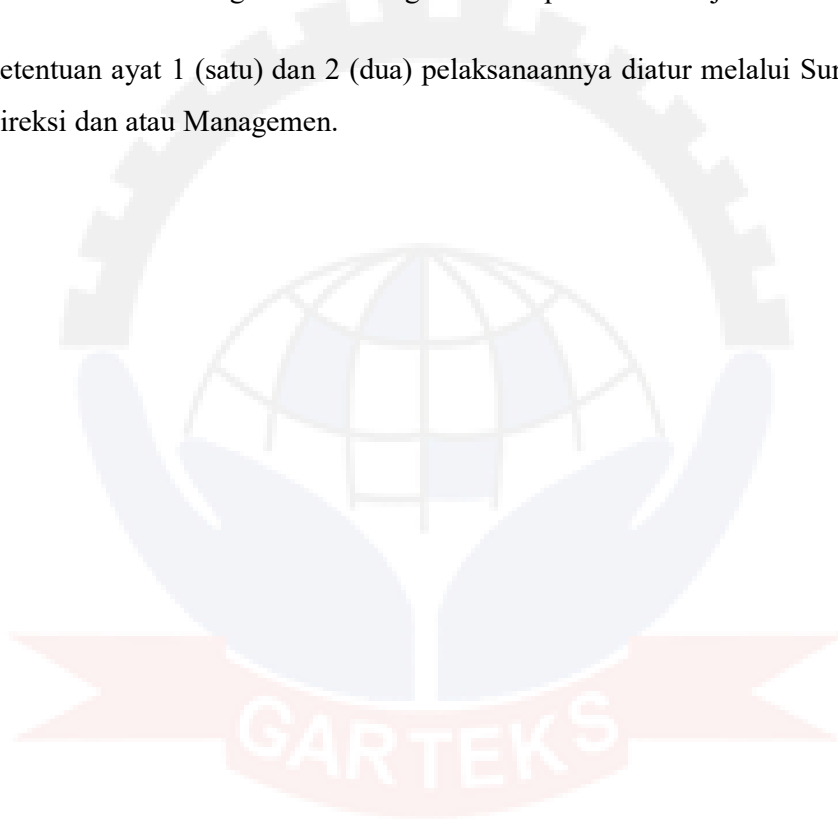 etentuan ayat 1 (satu) dan 2 (dua) pelaksanaannya diatur melalui Sur
ireksi dan atau Managemen.
GARTEKS